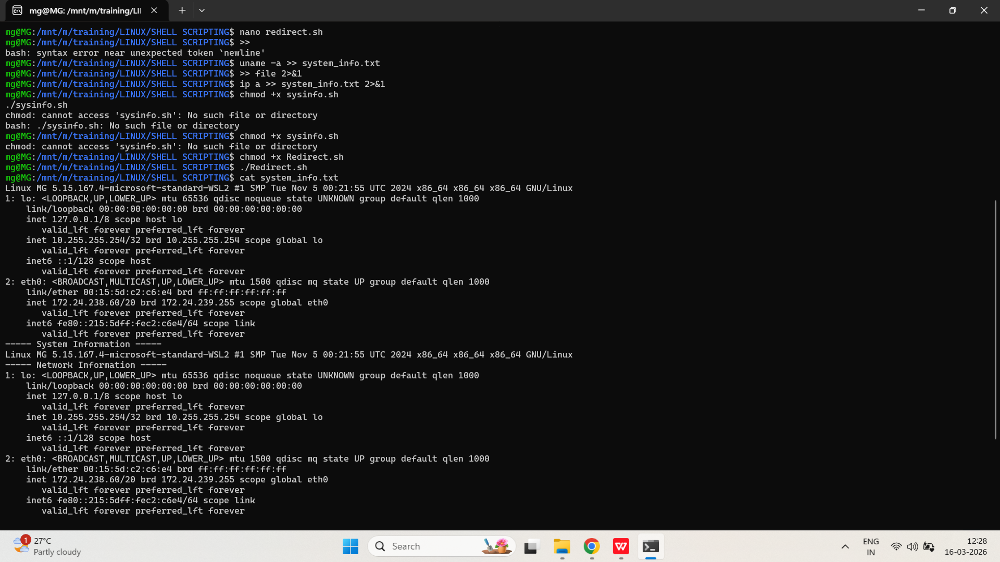 mg@MG: /mnt/m/training/LI
mg@MG:/mnt/m/training/LINUX/SHELL SCRIPTING$ nano redirect.sh
mg@MG:/mnt/m/training/LINUX/SHELL SCRIPTING$ >>
bash: syntax error near unexpected token `newline'
mg@MG:/mnt/m/training/LINUX/SHELL SCRIPTING$ uname -a >> system_info.txt
mg@MG:/mnt/m/training/LINUX/SHELL SCRIPTING$ >> file 2>&1
mg@MG:/mnt/m/training/LINUX/SHELL SCRIPTING$ ip a >> system_info.txt 2>&1
mg@MG:/mnt/m/training/LINUX/SHELL SCRIPTING$ chmod +x sysinfo.sh
./sysinfo.sh
chmod: cannot access 'sysinfo.sh': No such file or directory
bash: ./sysinfo.sh: No such file or directory
mg@MG:/mnt/m/training/LINUX/SHELL SCRIPTING$ chmod +x sysinfo.sh
chmod: cannot access 'sysinfo.sh': No such file or directory
mg@MG:/mnt/m/training/LINUX/SHELL SCRIPTING$ chmod +x Redirect.sh
mg@MG:/mnt/m/training/LINUX/SHELL SCRIPTING$ ./Redirect.sh
mg@MG:/mnt/m/training/LINUX/SHELL SCRIPTING$ cat system_info.txt
Linux MG 5.15.167.4-microsoft-standard-WSL2 #1 SMP Tue Nov 5 00:21:55 UTC 2024 x86_64 x86_64 x86_64 GNU/Linux
1: lo: <LOOPBACK,UP,LOWER_UP> mtu 65536 qdisc noqueue state UNKNOWN group default qlen 1000
    link/loopback 00:00:00:00:00:00 brd 00:00:00:00:00:00
    inet 127.0.0.1/8 scope host lo
       valid_lft forever preferred_lft forever
    inet 10.255.255.254/32 brd 10.255.255.254 scope global lo
       valid_lft forever preferred_lft forever
    inet6 ::1/128 scope host
       valid_lft forever preferred_lft forever
2: eth0: <BROADCAST,MULTICAST,UP,LOWER_UP> mtu 1500 qdisc mq state UP group default qlen 1000
    link/ether 00:15:5d:c2:c6:e4 brd ff:ff:ff:ff:ff:ff
    inet 172.24.238.60/20 brd 172.24.239.255 scope global eth0
       valid_lft forever preferred_lft forever
    inet6 fe80::215:5dff:fec2:c6e4/64 scope link
       valid_lft forever preferred_lft forever
----- System Information -----
Linux MG 5.15.167.4-microsoft-standard-WSL2 #1 SMP Tue Nov 5 00:21:55 UTC 2024 x86_64 x86_64 x86_64 GNU/Linux
----- Network Information -----
1: lo: <LOOPBACK,UP,LOWER_UP> mtu 65536 qdisc noqueue state UNKNOWN group default qlen 1000
    link/loopback 00:00:00:00:00:00 brd 00:00:00:00:00:00
    inet 127.0.0.1/8 scope host lo
       valid_lft forever preferred_lft forever
    inet 10.255.255.254/32 brd 10.255.255.254 scope global lo
       valid_lft forever preferred_lft forever
    inet6 ::1/128 scope host
       valid_lft forever preferred_lft forever
2: eth0: <BROADCAST,MULTICAST,UP,LOWER_UP> mtu 1500 qdisc mq state UP group default qlen 1000
    link/ether 00:15:5d:c2:c6:e4 brd ff:ff:ff:ff:ff:ff
    inet 172.24.238.60/20 brd 172.24.239.255 scope global eth0
       valid_lft forever preferred_lft forever
    inet6 fe80::215:5dff:fec2:c6e4/64 scope link
       valid_lft forever preferred_lft forever
1
27°C
Partly cloudy
Search
ENG
IN
12:28
16-03-2026